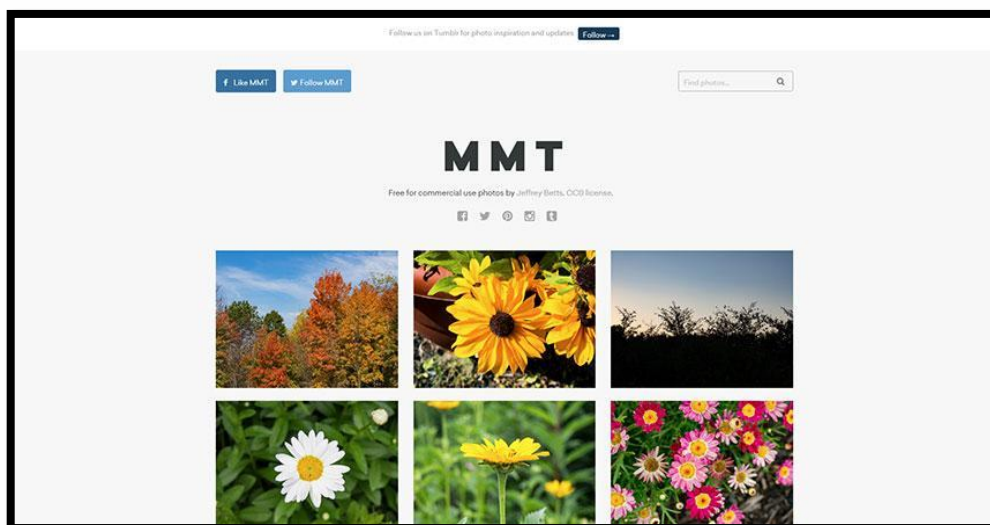 Follow us on Tumblr for photo inspiration and updates Follow →
Like MMT Follow MMT Find photos...
MMT
Free for commercial use photos by Jeffrey Betts. CC0 license.